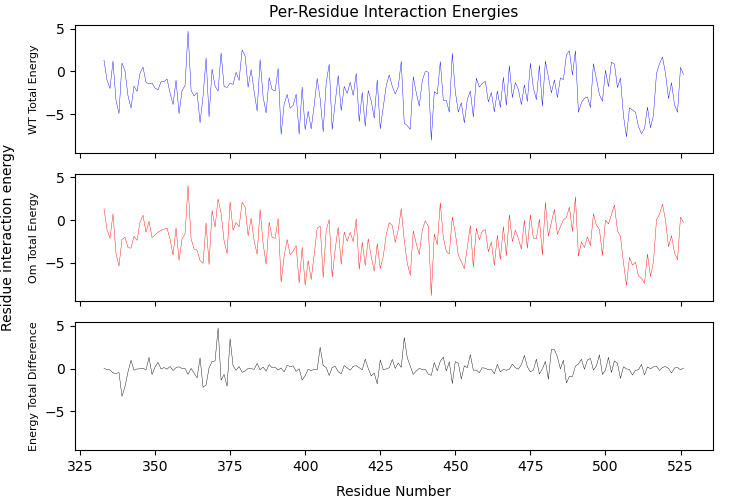 Per-Residue Interaction Energies
Residue interaction energy
WT Total Energy
5
0
−5
Om Total Energy
5
0
−5
Energy Total Difference
5
0
−5
325 350 375 400 425 450 475 500 525
Residue Number